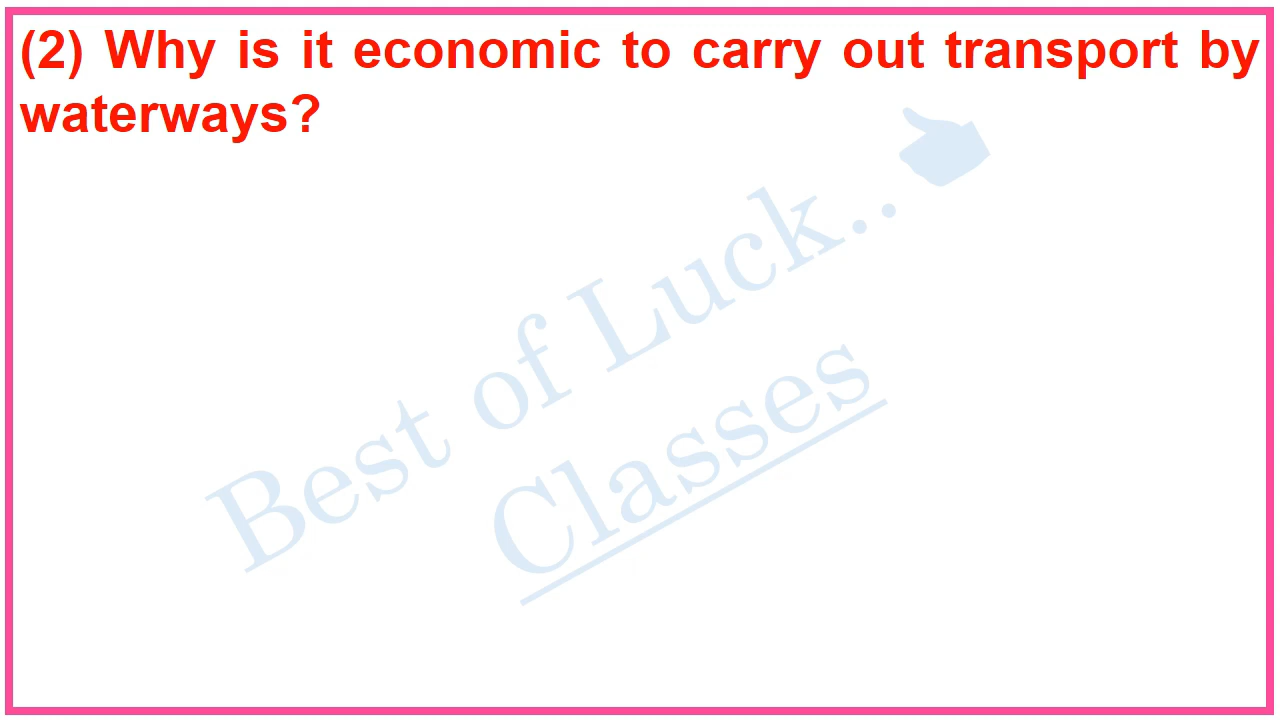 (2) Why is it economic to carry out transport by
waterways?
Best of Luck..
Classes